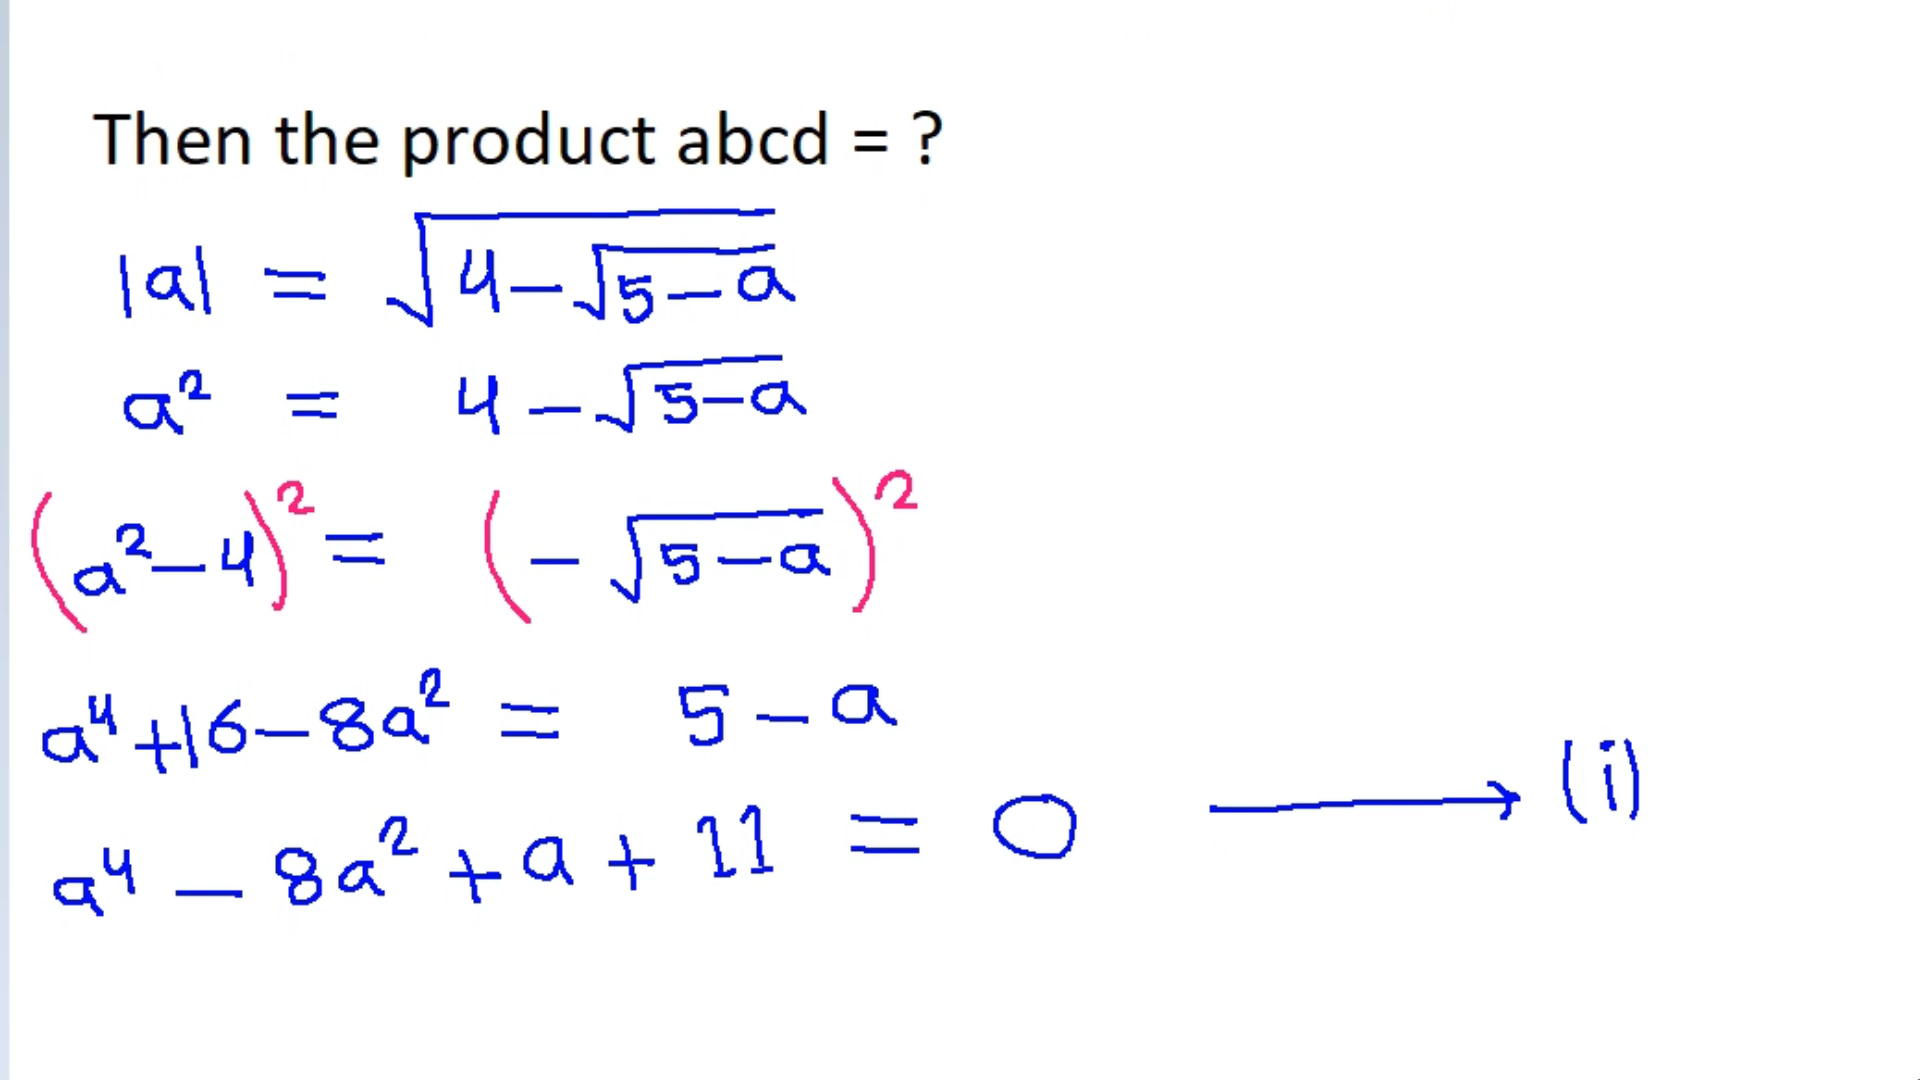 Then the product abcd = ?
|a| = √(4-√(5-a))
a² = 4-√(5-a)
(a²-4)² = (-√(5-a))²
a⁴+16-8a² = 5-a
a⁴ - 8a² + a + 11 = 0 ⟶ (i)